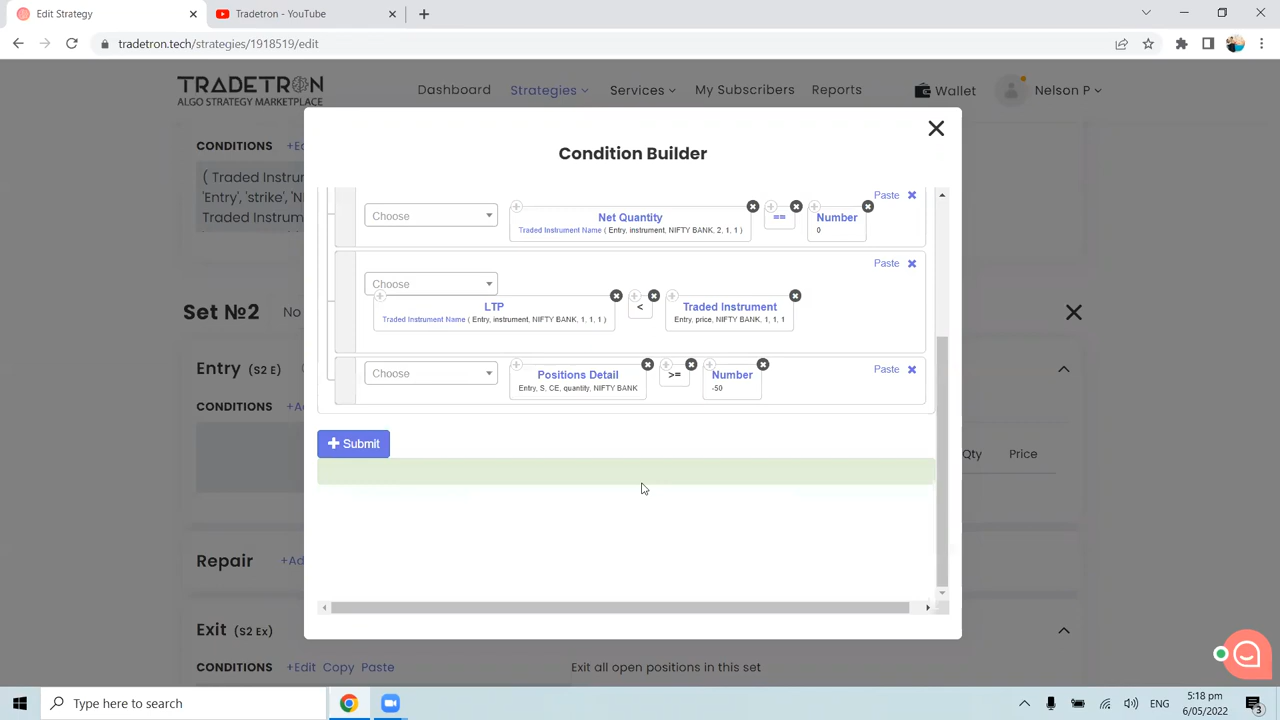 Edit Strategy
Tradetron - YouTube
tradetron.tech/strategies/1918519/edit
TRADETRON
ALGO STRATEGY MARKETPLACE
Dashboard
Strategies
Services
My Subscribers
Reports
Wallet
Nelson P
CONDITIONS +Ed
( Traded Instrum
'Entry', 'strike', 'N
Traded Instrum
Set №2 No
Entry (S2 E)
CONDITIONS +A
Qty Price
Repair +Ad
Exit (S2 Ex)
CONDITIONS +Edit Copy Paste
Exit all open positions in this set
Condition Builder
Paste
Choose
Net Quantity
Traded Instrument Name ( Entry, instrument, NIFTY BANK, 2, 1, 1 )
==
Number
0
Paste
Choose
LTP
Traded Instrument Name ( Entry, instrument, NIFTY BANK, 1, 1, 1 )
<
Traded Instrument
Entry, price, NIFTY BANK, 1, 1, 1
Paste
Choose
Positions Detail
Entry, S, CE, quantity, NIFTY BANK
>=
Number
-50
+ Submit
Type here to search
ENG
5:18 pm
6/05/2022
3